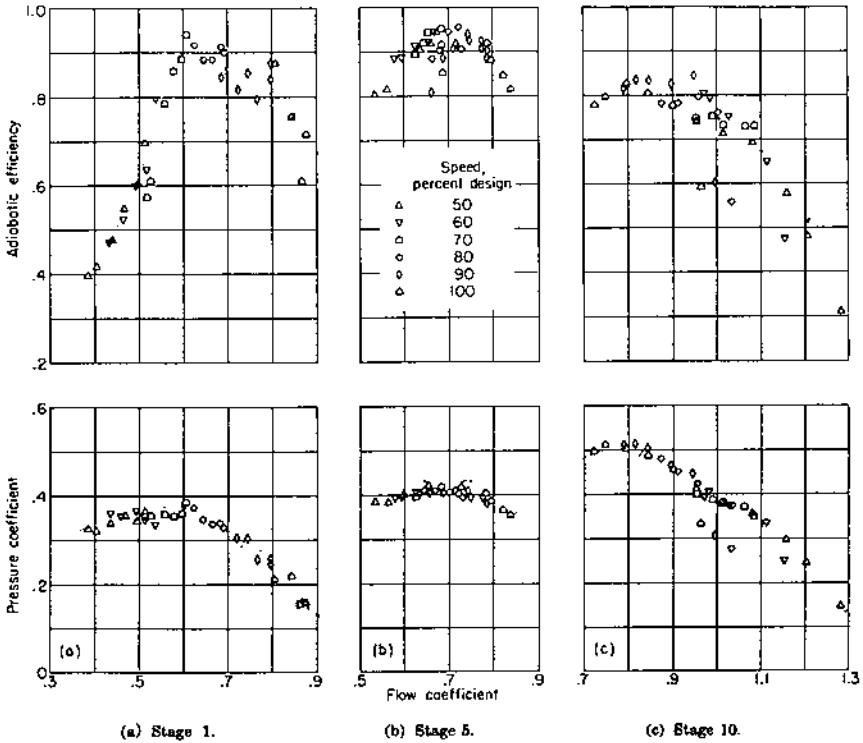 1.0
.8
.6
.4
.2
Adiabatic efficiency
Speed,
percent design
50
60
70
80
90
100
.6
.4
.2
0
Pressure coefficient
(a)
(b)
(c)
.3 .5 .7 .9
.5 .7 .9
.7 .9 1.1 1.3
Flow coefficient
(a) Stage 1.
(b) Stage 5.
(c) Stage 10.